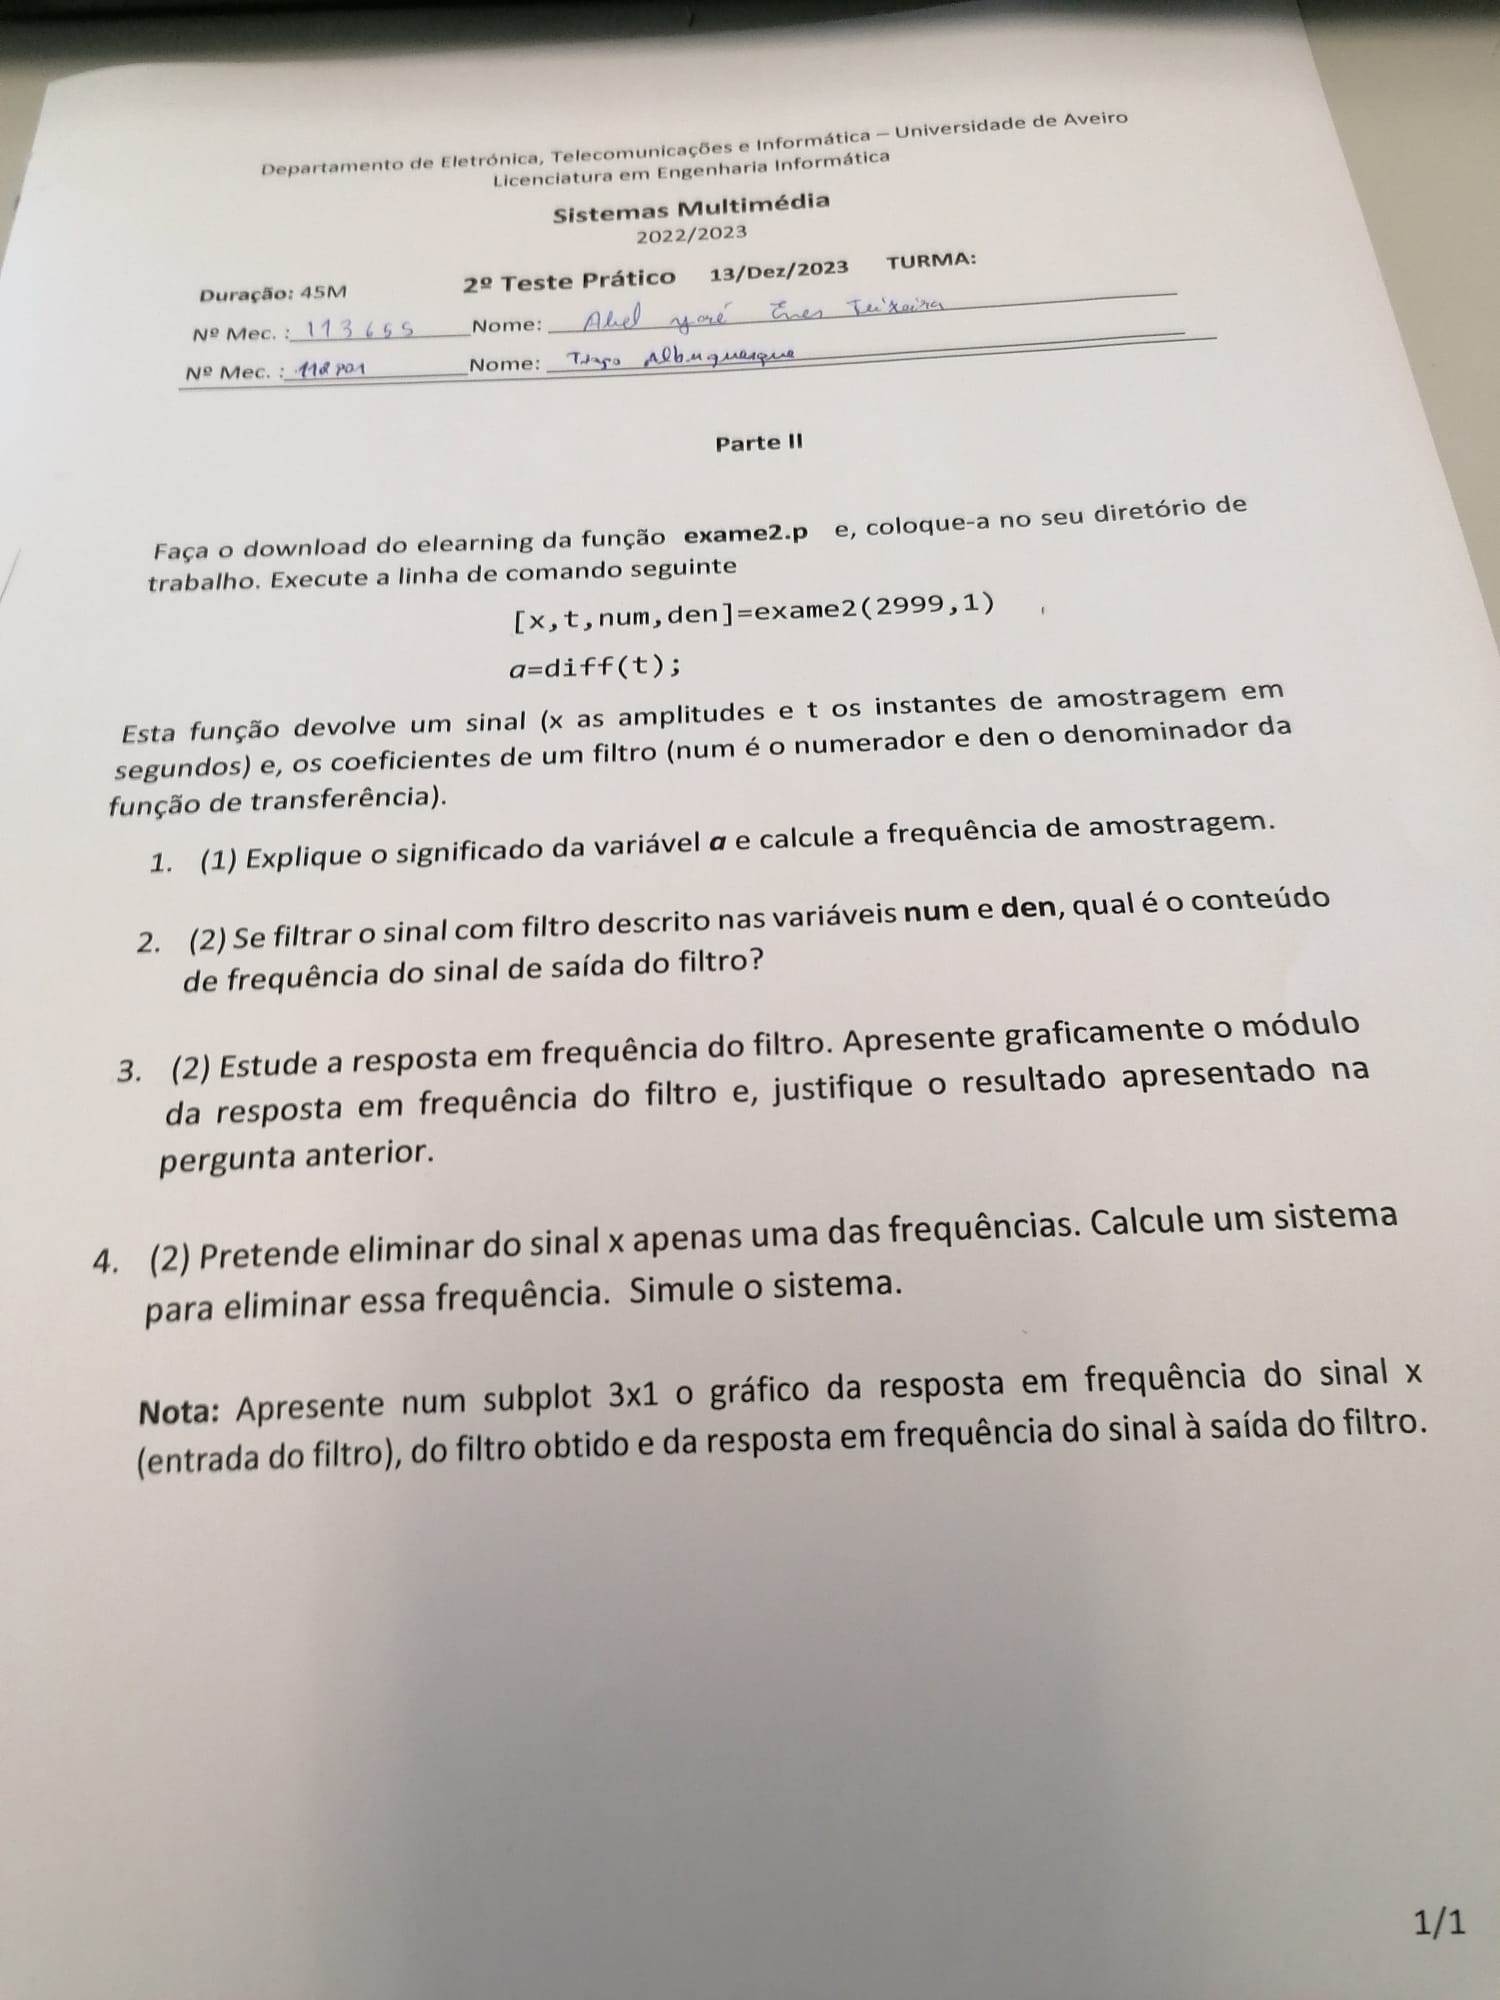 Departamento de Eletrónica, Telecomunicações e Informática – Universidade de Aveiro
Licenciatura em Engenharia Informática
Sistemas Multimédia
2022/2023
Duração: 45M 2º Teste Prático 13/Dez/2023 TURMA:
Nº Mec. : 113655 Nome: Abel Teixeira
Nº Mec. : Nome: Tiago Albuquerque
Parte II
Faça o download do elearning da função exame2.p e, coloque-a no seu diretório de
trabalho. Execute a linha de comando seguinte
[x,t,num,den]=exame2(2999,1)
a=diff(t);
Esta função devolve um sinal (x as amplitudes e t os instantes de amostragem em
segundos) e, os coeficientes de um filtro (num é o numerador e den o denominador da
função de transferência).
1. (1) Explique o significado da variável a e calcule a frequência de amostragem.
2. (2) Se filtrar o sinal com filtro descrito nas variáveis num e den, qual é o conteúdo
de frequência do sinal de saída do filtro?
3. (2) Estude a resposta em frequência do filtro. Apresente graficamente o módulo
da resposta em frequência do filtro e, justifique o resultado apresentado na
pergunta anterior.
4. (2) Pretende eliminar do sinal x apenas uma das frequências. Calcule um sistema
para eliminar essa frequência. Simule o sistema.
Nota: Apresente num subplot 3x1 o gráfico da resposta em frequência do sinal x
(entrada do filtro), do filtro obtido e da resposta em frequência do sinal à saída do filtro.
1/1